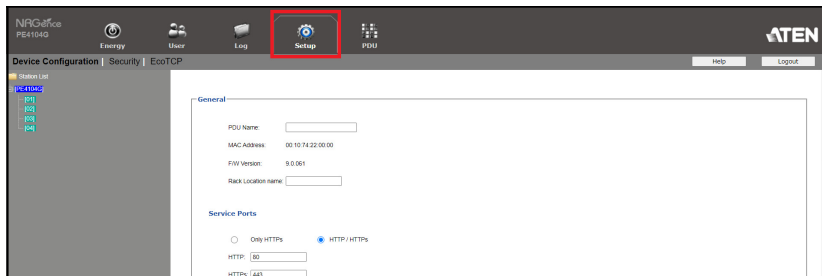 NRGence
PE4104G
Energy
User
Log
Setup
PDU
ATEN
Device Configuration | Security | EcoTCP
Help
Logout
Station List
[PE4104G]
[01]
[02]
[03]
[04]
General
PDU Name:
MAC Address: 00:10:74:22:00:00
F/W Version: 9.0.061
Rack Location name:
Service Ports
Only HTTPs HTTP / HTTPs
HTTP: 80
HTTPs: 443